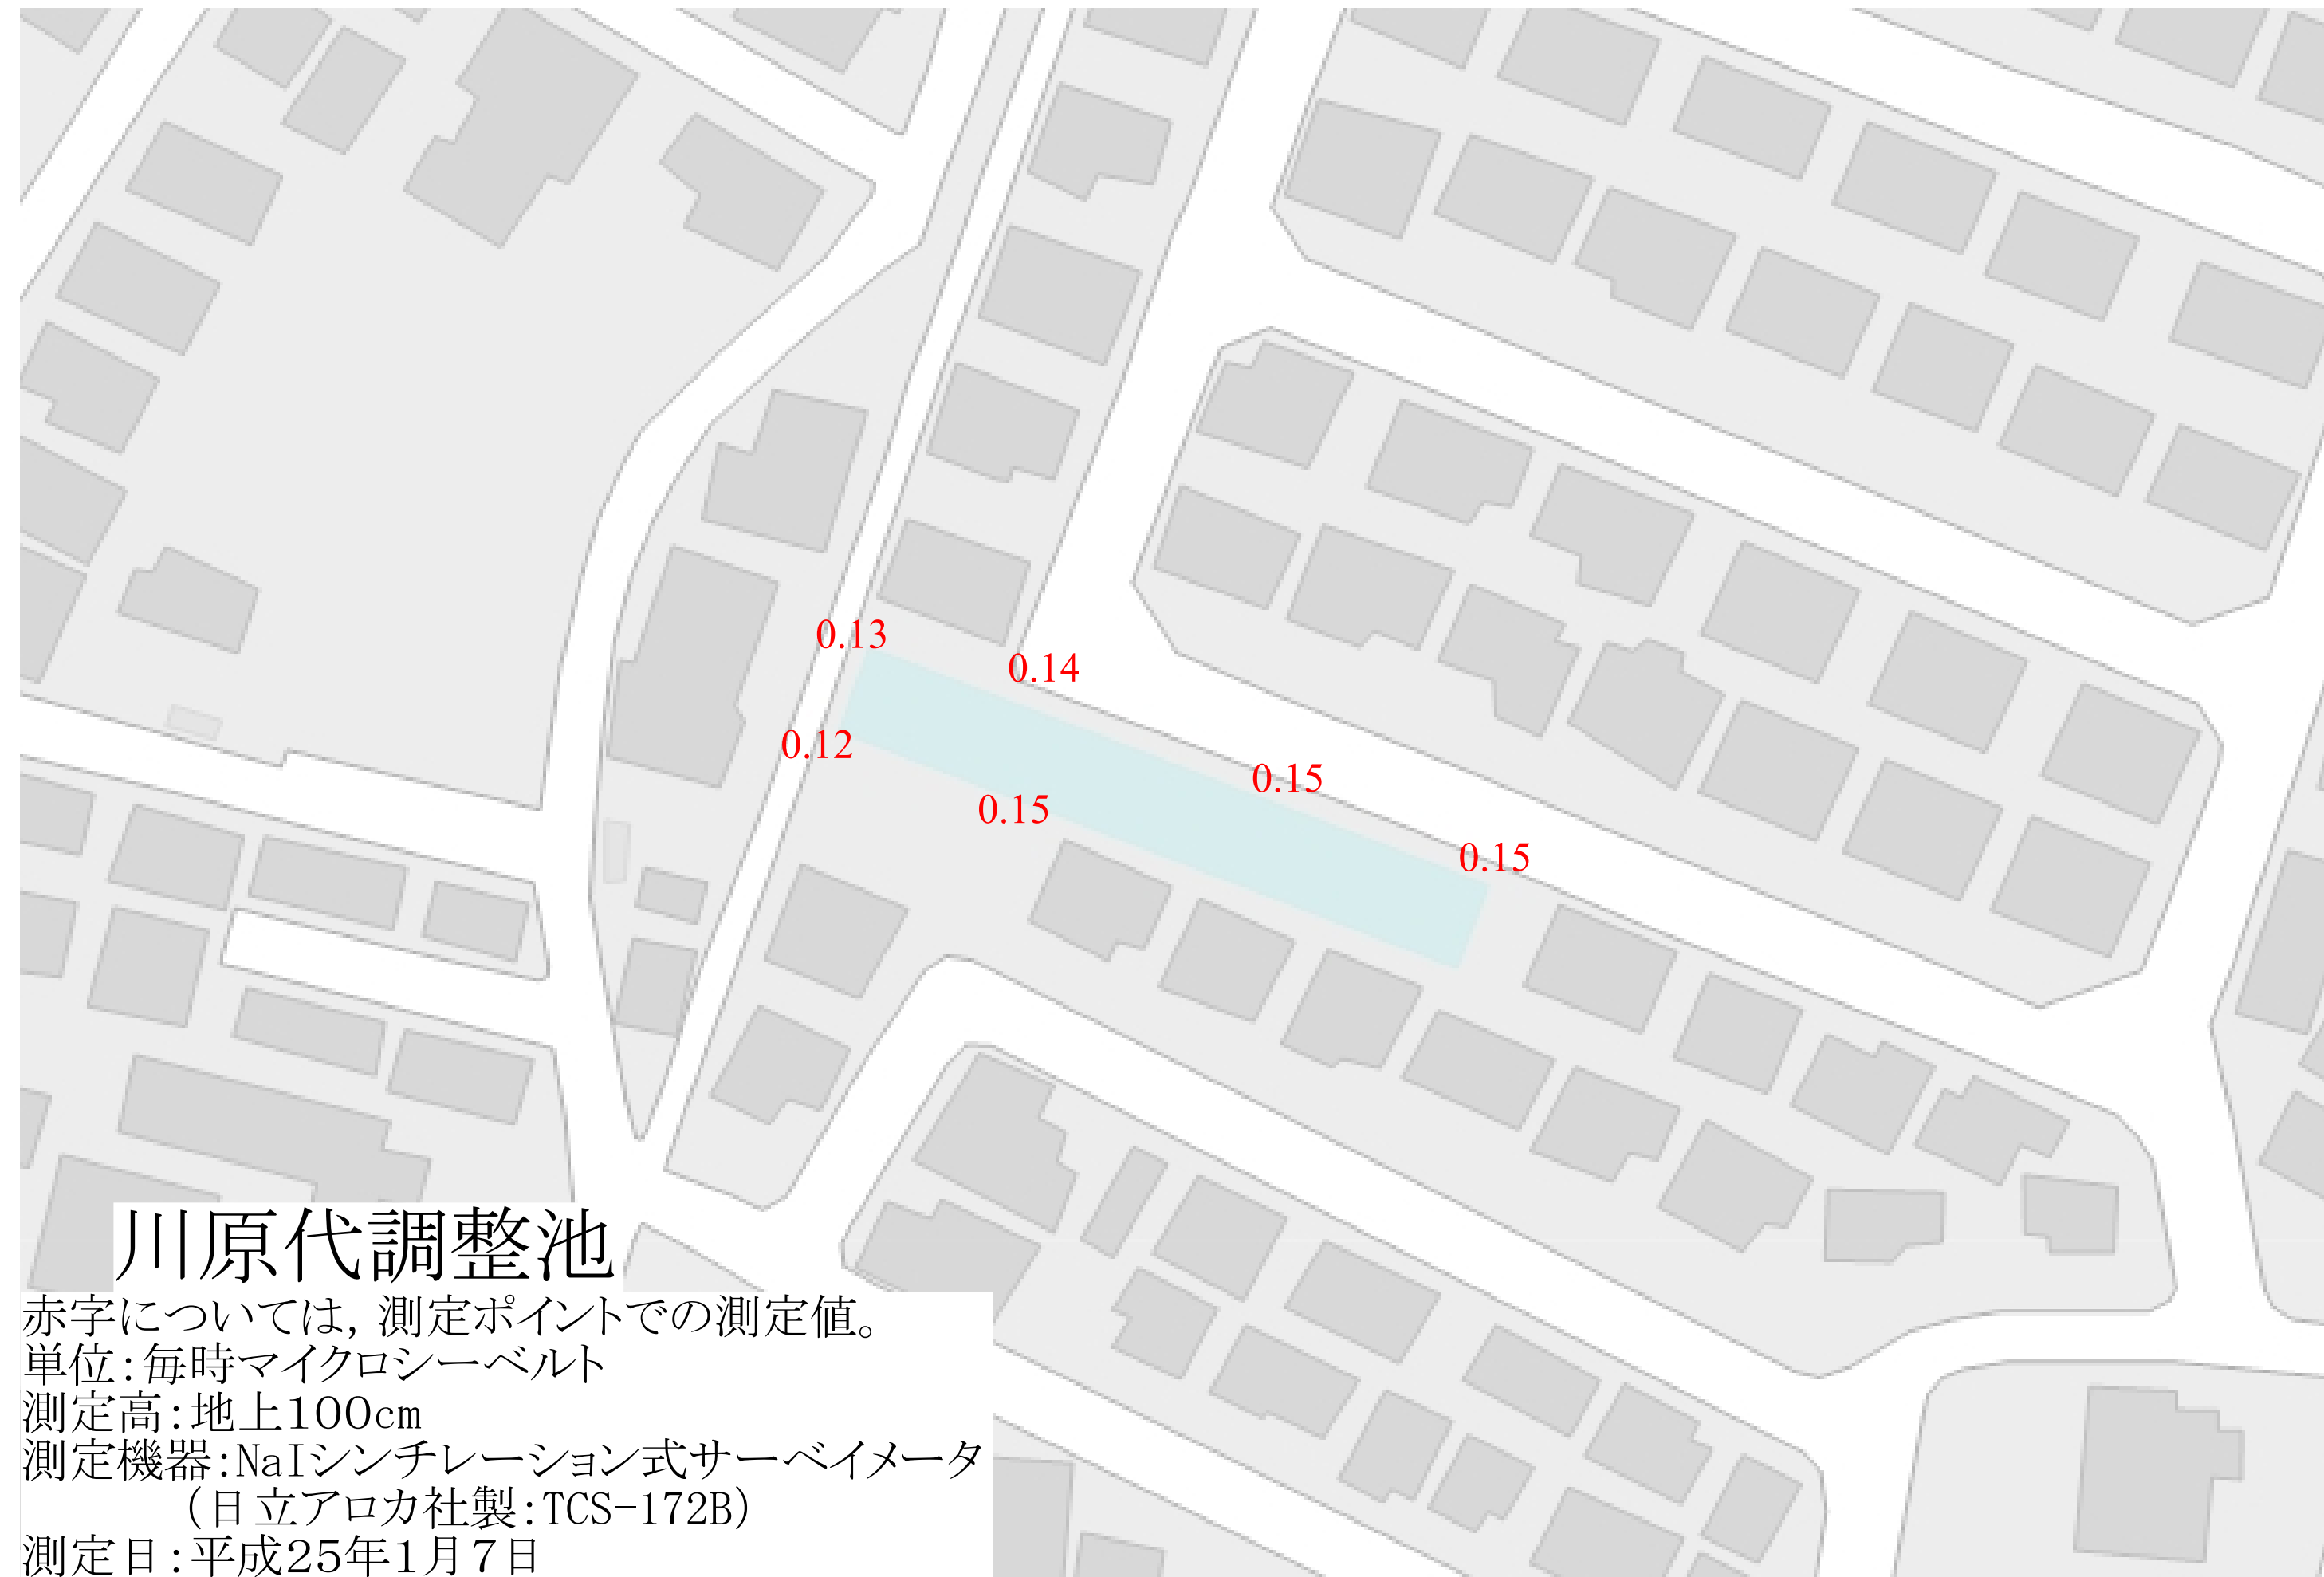 0.13
0.14
0.12
0.15
0.15
0.15
川原代調整池
赤字については，測定ポイントでの測定値。
単位：毎時マイクロシーベルト
測定高：地上100cm
測定機器：NaIシンチレーション式サーベイメータ
（日立アロカ社製：TCS-172B）
測定日：平成25年1月7日